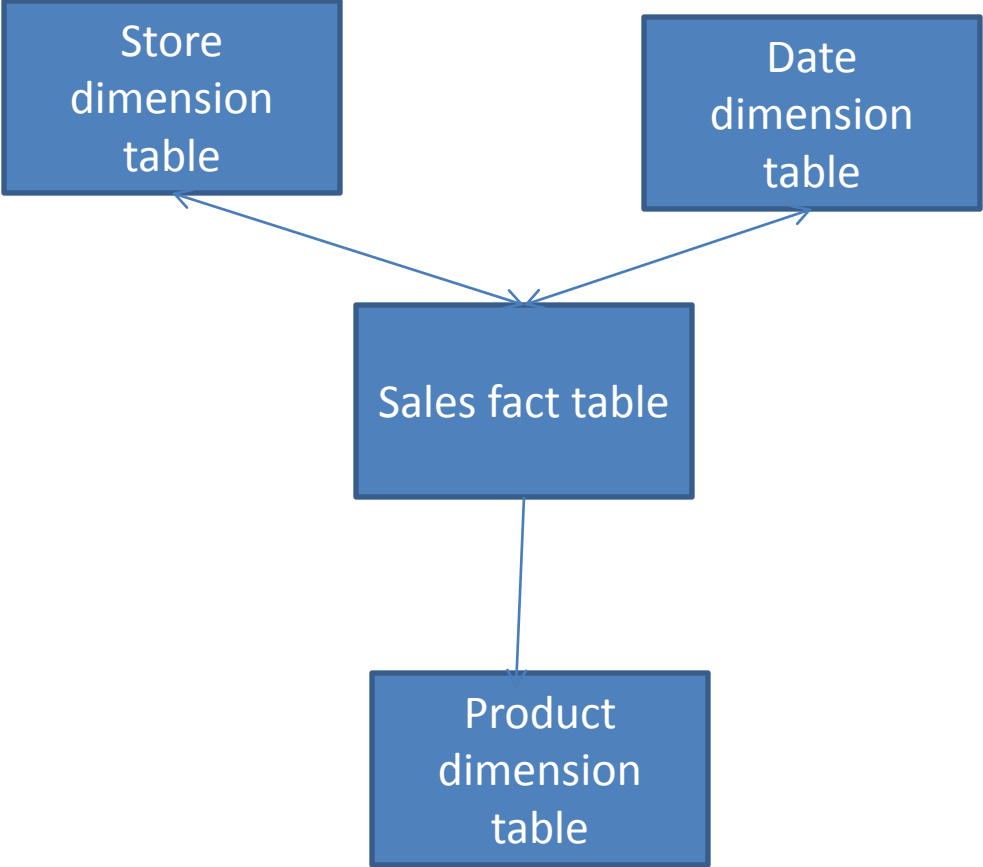 Store
dimension
table
Date
dimension
table
Sales fact table
Product
dimension
table